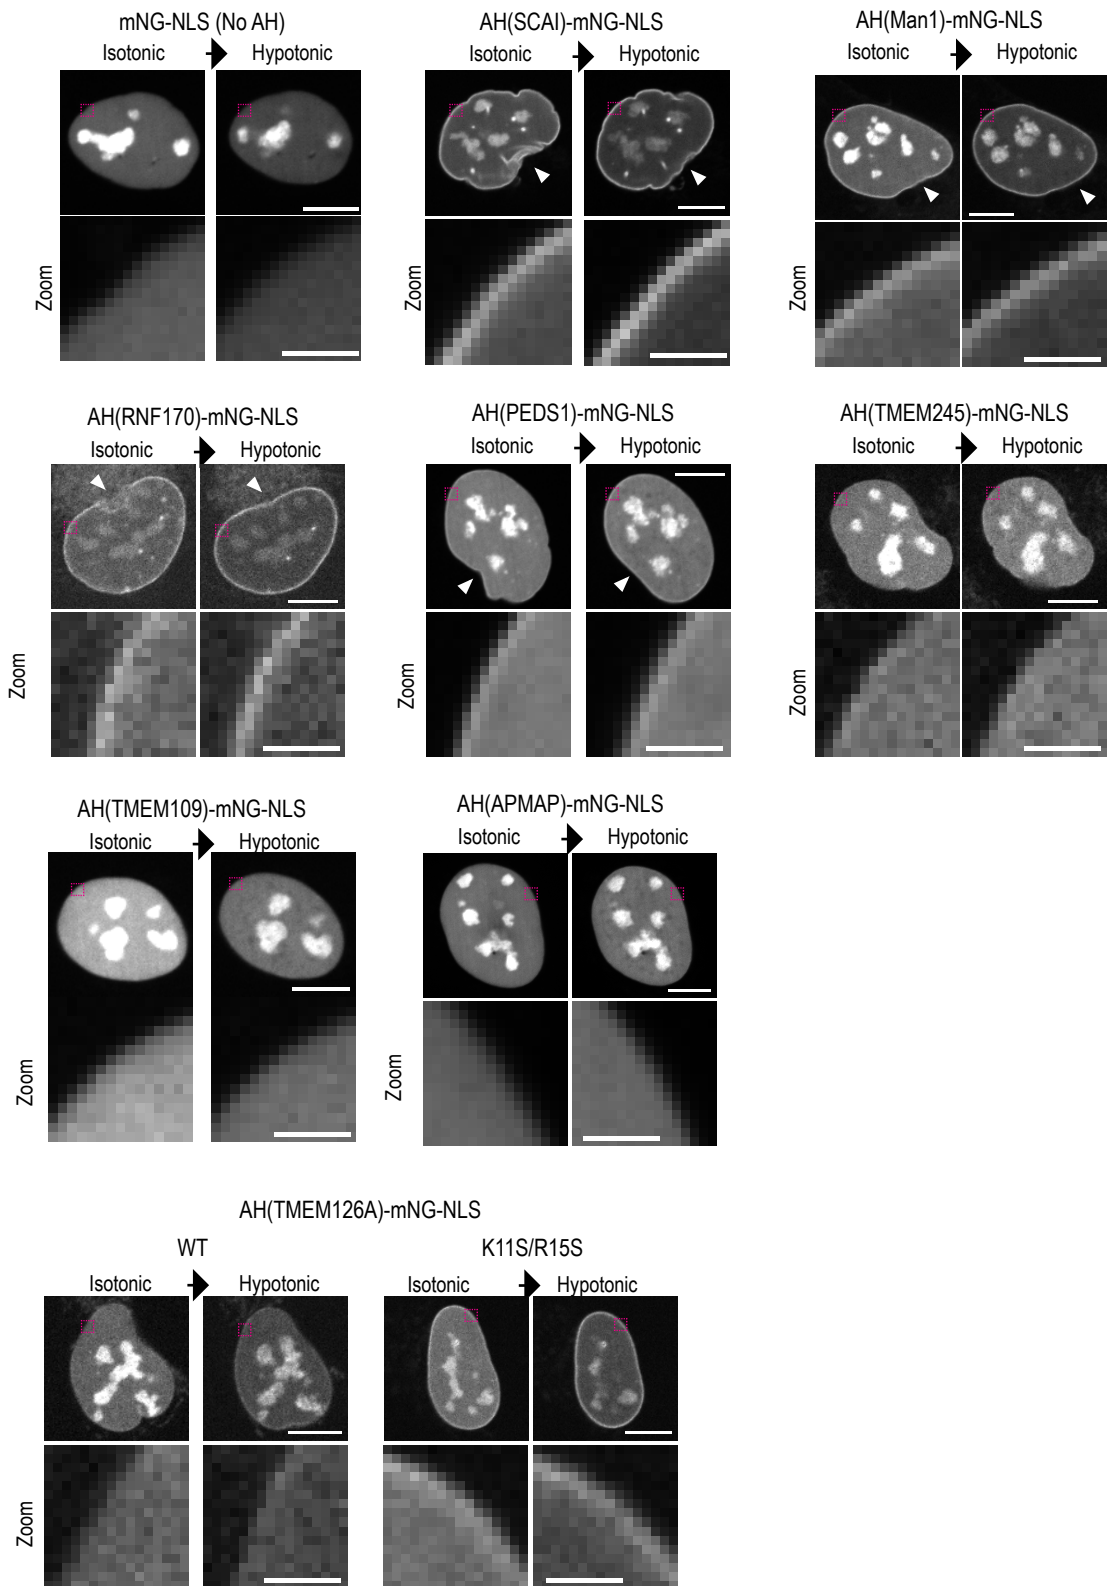 mNG-NLS (No AH)
Isotonic Hypotonic
Zoom
AH(SCAI)-mNG-NLS
Isotonic Hypotonic
Zoom
AH(Man1)-mNG-NLS
Isotonic Hypotonic
Zoom
AH(RNF170)-mNG-NLS
Isotonic Hypotonic
Zoom
AH(PEDS1)-mNG-NLS
Isotonic Hypotonic
Zoom
AH(TMEM245)-mNG-NLS
Isotonic Hypotonic
Zoom
AH(TMEM109)-mNG-NLS
Isotonic Hypotonic
Zoom
AH(APMAP)-mNG-NLS
Isotonic Hypotonic
Zoom
AH(TMEM126A)-mNG-NLS
WT K11S/R15S
Isotonic Hypotonic Isotonic Hypotonic
Zoom